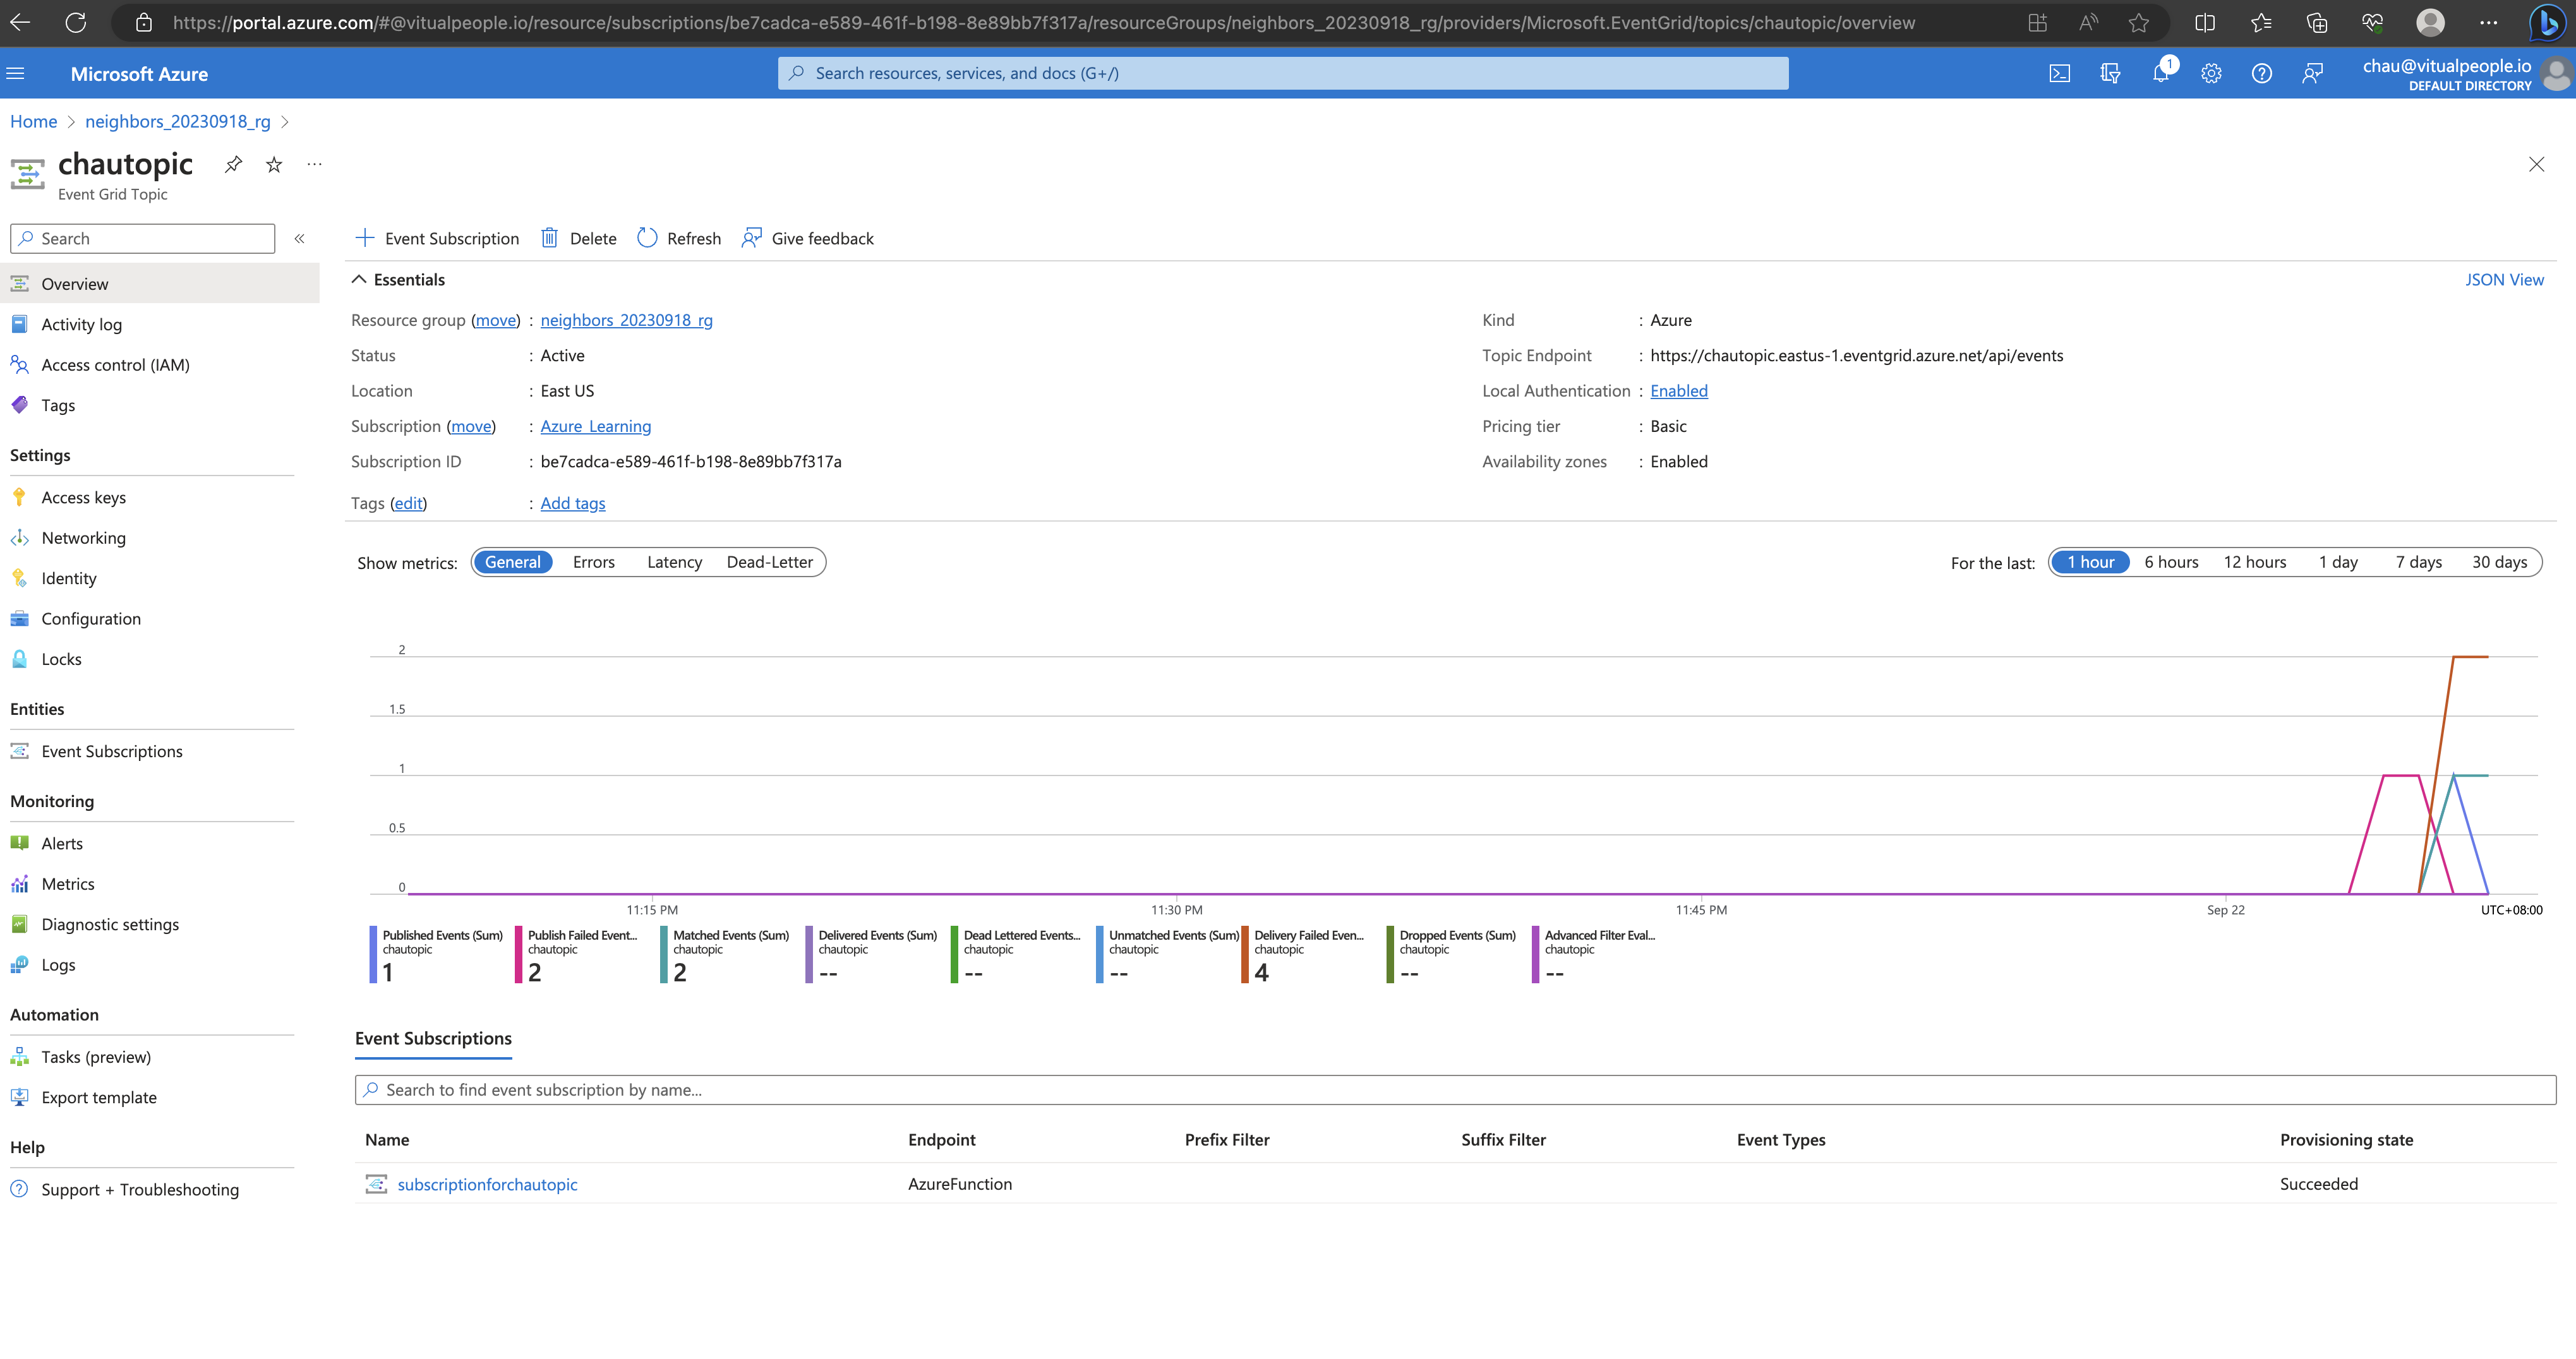 https://portal.azure.com/#@vitualpeople.io/resource/subscriptions/be7cadca-e589-461f-b198-8e89bb7f317a/resourceGroups/neighbors_20230918_rg/providers/Microsoft.EventGrid/topics/chautopic/overview
Microsoft Azure
Search resources, services, and docs (G+/)
1
chau@vitualpeople.io
DEFAULT DIRECTORY
Home > neighbors_20230918_rg >
chautopic
Event Grid Topic
Search
Overview
Activity log
Access control (IAM)
Tags
Settings
Access keys
Networking
Identity
Configuration
Locks
Entities
Event Subscriptions
Monitoring
Alerts
Metrics
Diagnostic settings
Logs
Automation
Tasks (preview)
Export template
Help
Support + Troubleshooting
Event Subscription Delete Refresh Give feedback
Essentials
JSON View
Resource group (move) : neighbors_20230918_rg
Status : Active
Location : East US
Subscription (move) : Azure_Learning
Subscription ID : be7cadca-e589-461f-b198-8e89bb7f317a
Tags (edit) : Add tags
Kind : Azure
Topic Endpoint : https://chautopic.eastus-1.eventgrid.azure.net/api/events
Local Authentication : Enabled
Pricing tier : Basic
Availability zones : Enabled
Show metrics: General Errors Latency Dead-Letter
For the last: 1 hour 6 hours 12 hours 1 day 7 days 30 days
2
1.5
1
0.5
0
11:15 PM 11:30 PM 11:45 PM Sep 22 UTC+08:00
Published Events (Sum)
chautopic
1
Publish Failed Event...
chautopic
2
Matched Events (Sum)
chautopic
2
Delivered Events (Sum)
chautopic
--
Dead Lettered Events...
chautopic
--
Unmatched Events (Sum)
chautopic
--
Delivery Failed Even...
chautopic
4
Dropped Events (Sum)
chautopic
--
Advanced Filter Eval...
chautopic
--
Event Subscriptions
Search to find event subscription by name...
Name Endpoint Prefix Filter Suffix Filter Event Types Provisioning state
subscriptionforchautopic AzureFunction Succeeded